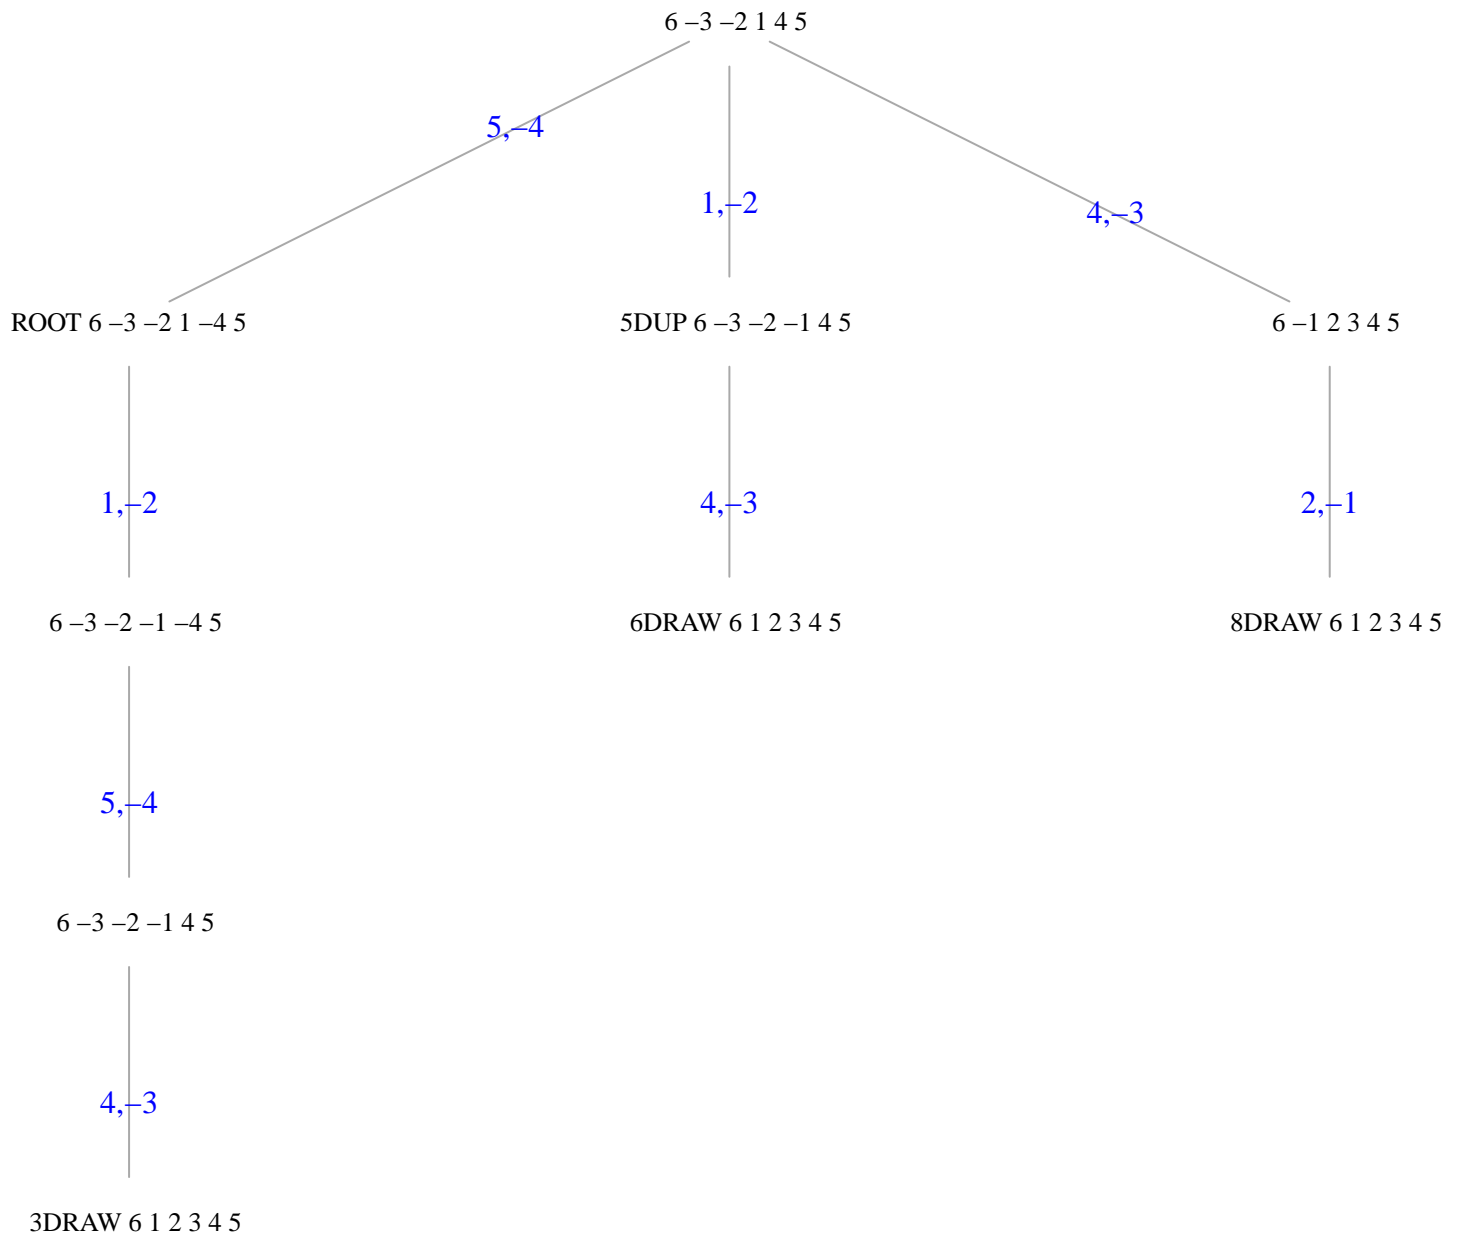 6 –3 –2 1 4 5
5,–4
1,–2
4,–3
ROOT 6 –3 –2 1 –4 5
5DUP 6 –3 –2 –1 4 5
6 –1 2 3 4 5
1,–2
4,–3
2,–1
6 –3 –2 –1 –4 5
6DRAW 6 1 2 3 4 5
8DRAW 6 1 2 3 4 5
5,–4
6 –3 –2 –1 4 5
4,–3
3DRAW 6 1 2 3 4 5